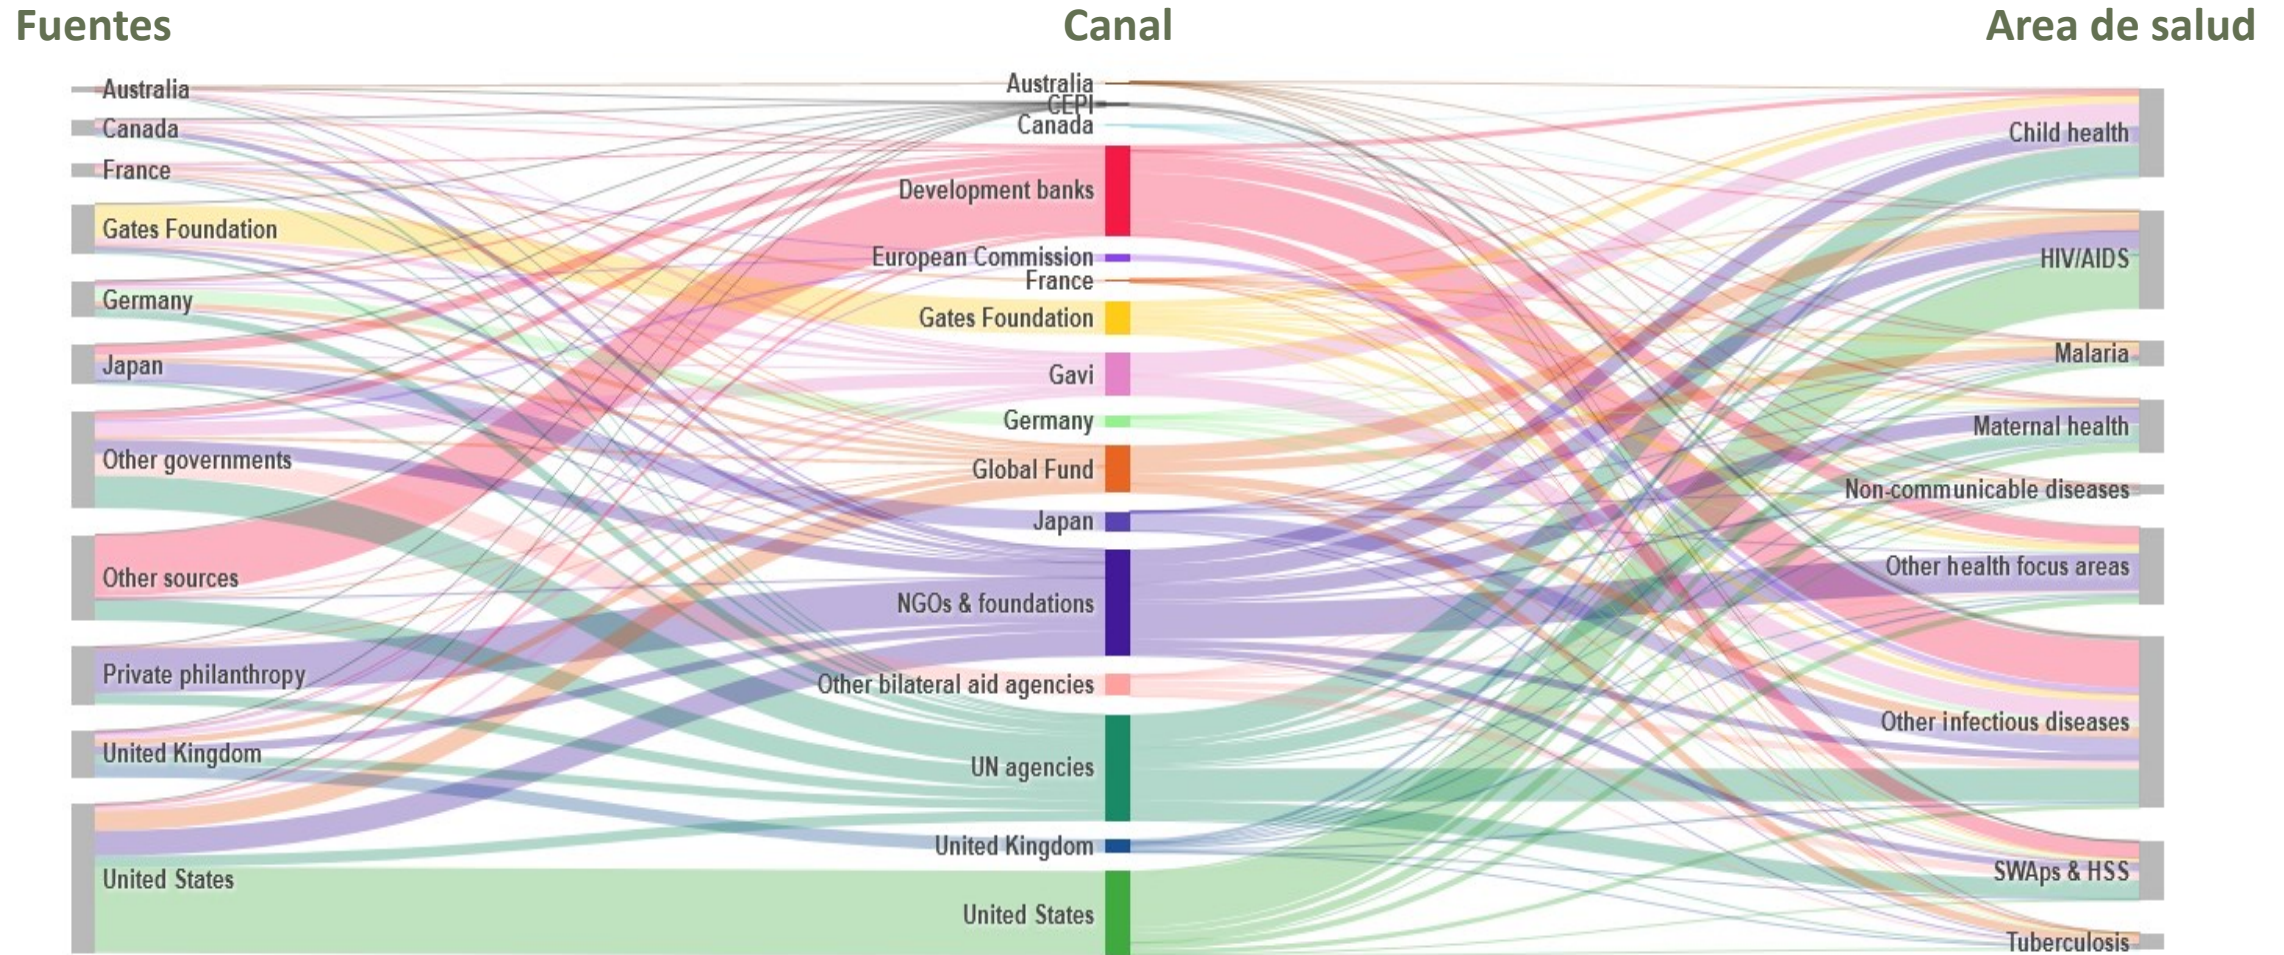 Fuentes
Canal
Area de salud
Australia
Canada
France
Gates Foundation
Germany
Japan
Other governments
Other sources
Private philanthropy
United Kingdom
United States
Australia
CEPI
Canada
Development banks
European Commission
France
Gates Foundation
Gavi
Germany
Global Fund
Japan
NGOs & foundations
Other bilateral aid agencies
UN agencies
United Kingdom
United States
Child health
HIV/AIDS
Malaria
Maternal health
Non-communicable diseases
Other health focus areas
Other infectious diseases
SWAps & HSS
Tuberculosis